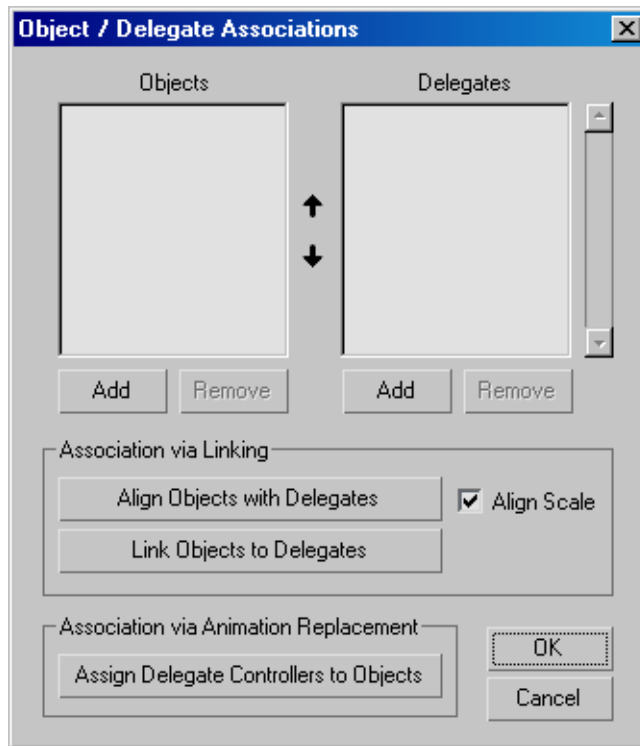 Object / Delegate Associations
Objects Delegates
Add Remove Add Remove
Association via Linking
Align Objects with Delegates Align Scale
Link Objects to Delegates
Association via Animation Replacement
Assign Delegate Controllers to Objects
OK
Cancel